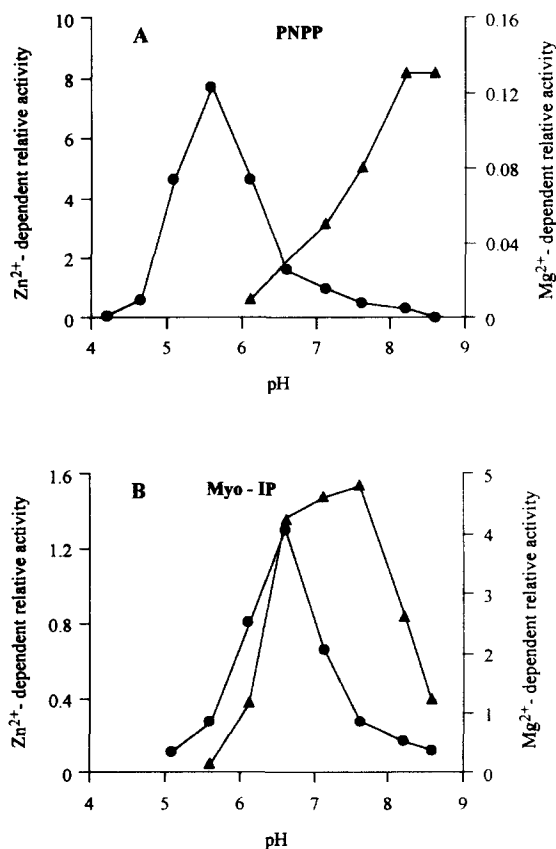 A PNPP
10
8
6
4
2
0
Zn2+- dependent relative activity
0.16
0.12
0.08
0.04
0
Mg2+- dependent relative activity
4 5 6 7 8 9
pH
B Myo - IP
1.6
1.2
0.8
0.4
0
Zn2+- dependent relative activity
5
4
3
2
1
0
Mg2+- dependent relative activity
4 5 6 7 8 9
pH